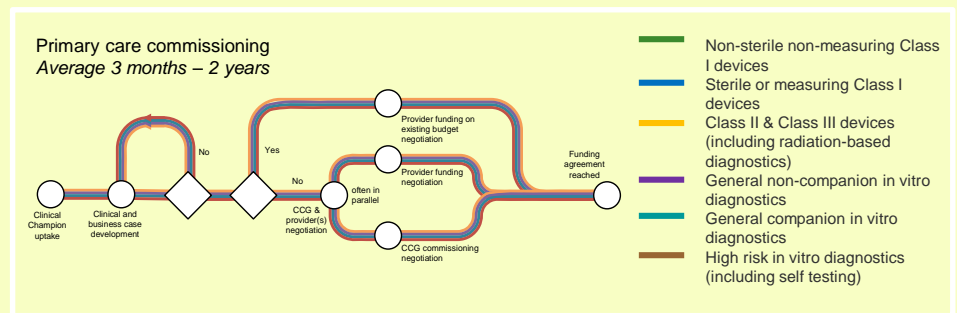 Primary care commissioning
Average 3 months – 2 years
No
Yes
Clinical
Champion
uptake
Clinical and
business case
development
No
CCG &
provider(s)
negotiation
often in
parallel
Provider funding on
existing budget
negotiation
Provider funding
negotiation
CCG commissioning
negotiation
Funding
agreement
reached
Non-sterile non-measuring Class
I devices
Sterile or measuring Class I
devices
Class II & Class III devices
(including radiation-based
diagnostics)
General non-companion in vitro
diagnostics
General companion in vitro
diagnostics
High risk in vitro diagnostics
(including self testing)